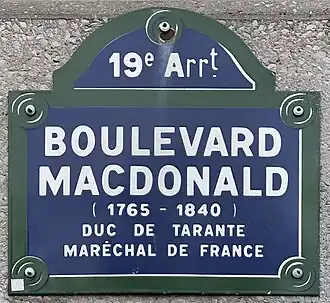 19e Arrt
BOULEVARD
MACDONALD
( 1765 - 1840 )
DUC DE TARANTE
MARÉCHAL DE FRANCE